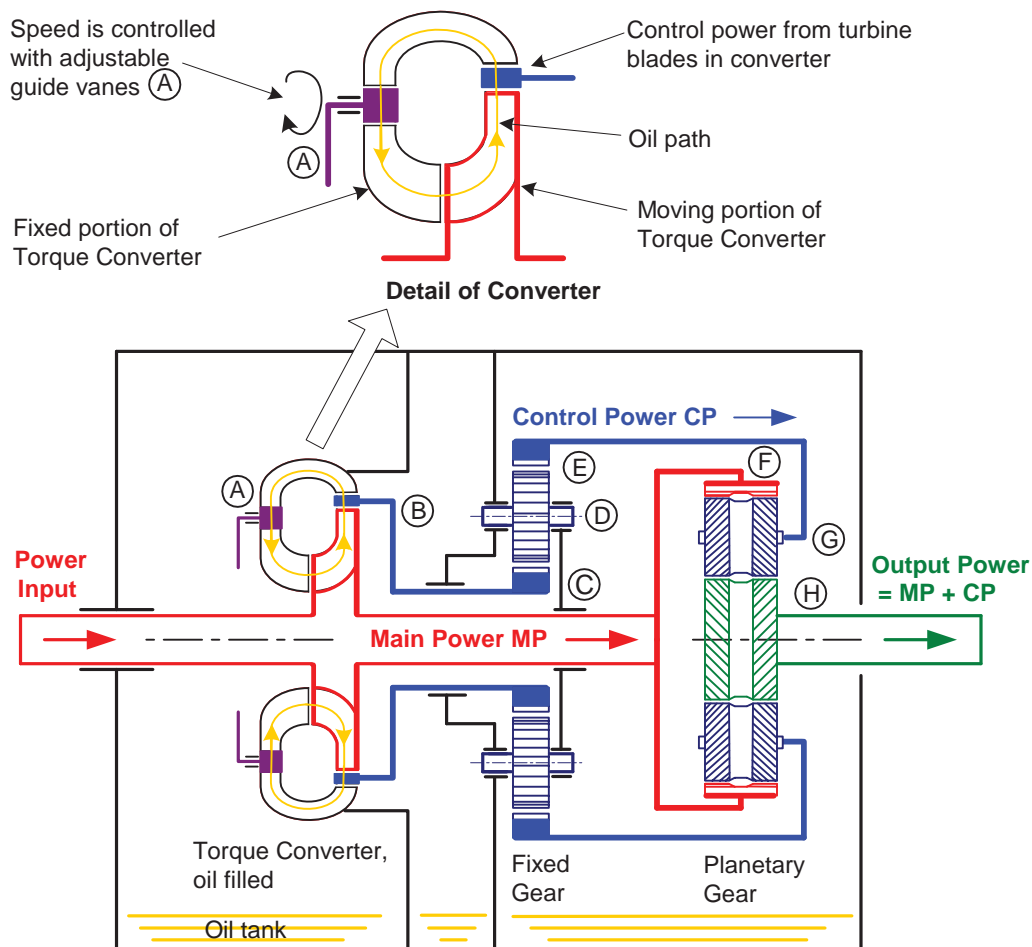 Speed is controlled
with adjustable
guide vanes A
Control power from turbine
blades in converter
A
Oil path
Fixed portion of
Torque Converter
Moving portion of
Torque Converter
Detail of Converter
Control Power CP
A
B
E
D
C
F
G
H
Power
Input
Main Power MP
Output Power
= MP + CP
Torque Converter,
oil filled
Fixed
Gear
Planetary
Gear
Oil tank